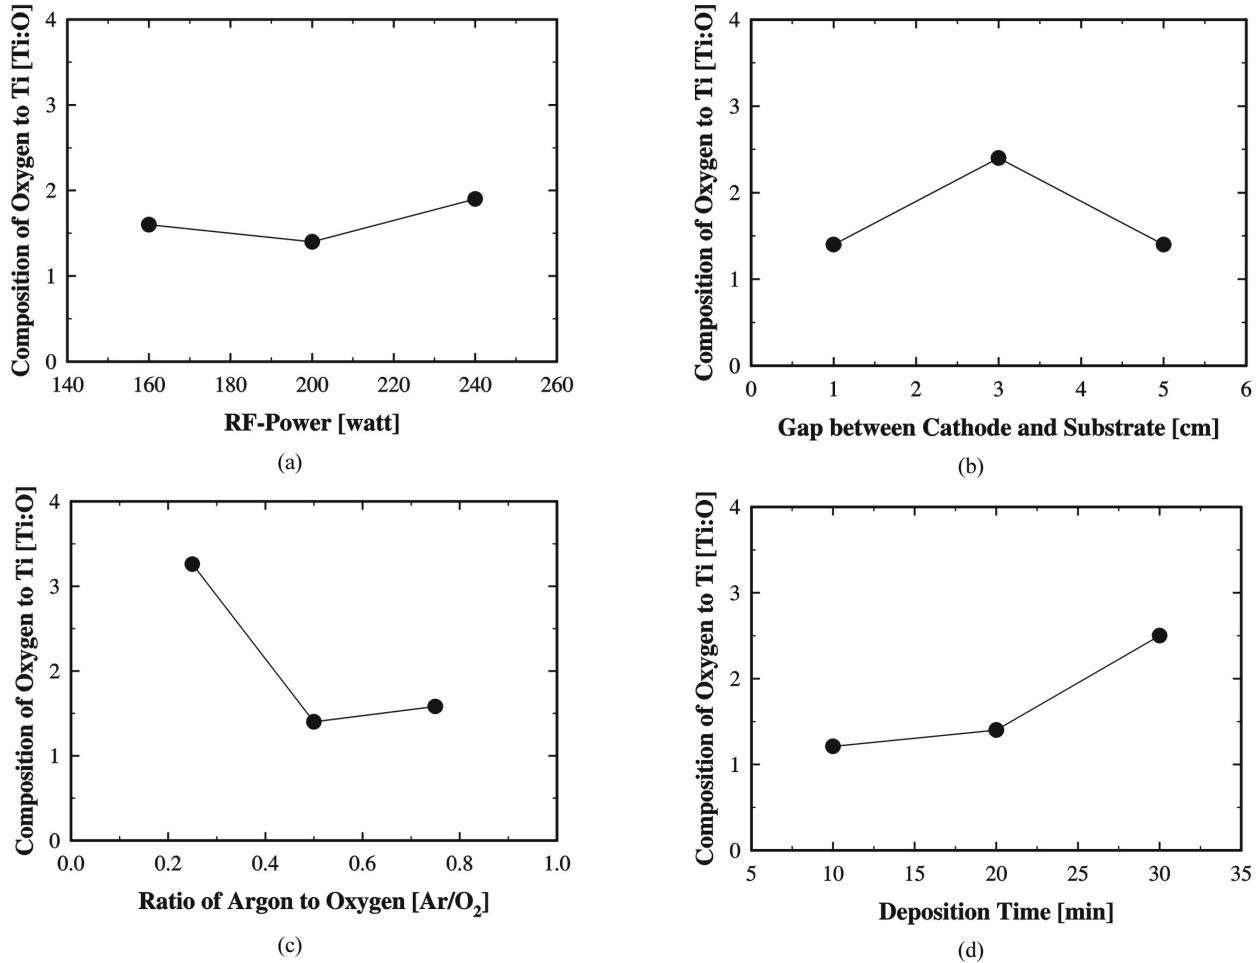 Composition of Oxygen to Ti [Ti:O]
4
3
2
1
0
140 160 180 200 220 240 260
RF-Power [watt]
(a)
Composition of Oxygen to Ti [Ti:O]
4
3
2
1
0
0 1 2 3 4 5 6
Gap between Cathode and Substrate [cm]
(b)
Composition of Oxygen to Ti [Ti:O]
4
3
2
1
0
0.0 0.2 0.4 0.6 0.8 1.0
Ratio of Argon to Oxygen [Ar/O₂]
(c)
Composition of Oxygen to Ti [Ti:O]
4
3
2
1
0
5 10 15 20 25 30 35
Deposition Time [min]
(d)